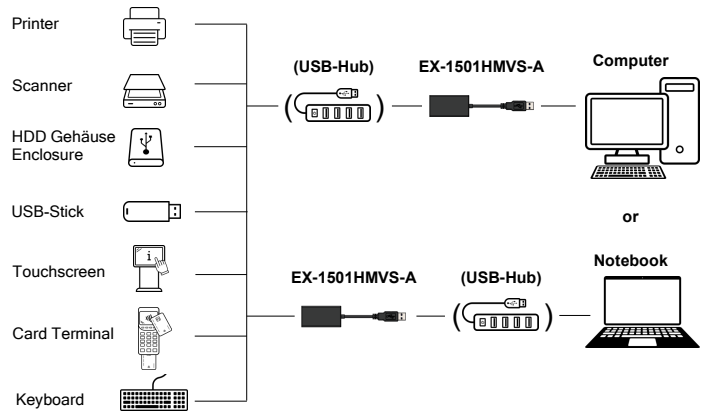 Printer
Scanner
HDD Gehäuse
Enclosure
USB-Stick
Touchscreen
i
Card Terminal
Keyboard
(USB-Hub)
EX-1501HMVS-A
Computer
( )
or
EX-1501HMVS-A
(USB-Hub)
Notebook
( )